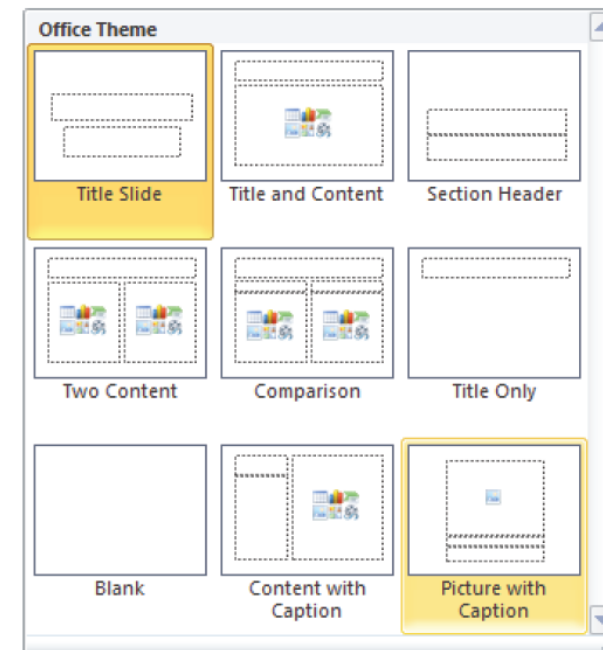 Office Theme
Title Slide
Title and Content
Section Header
Two Content
Comparison
Title Only
Blank
Content with
Caption
Picture with
Caption